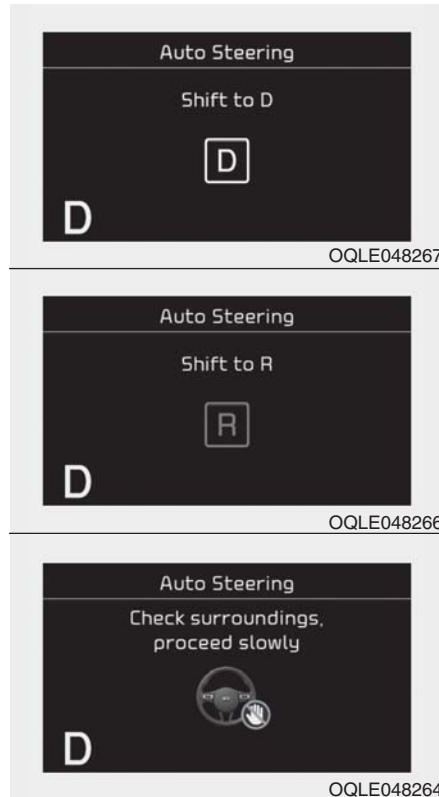 Auto Steering
Shift to D
D
D
OQLE048267
Auto Steering
Shift to R
R
D
OQLE048266
Auto Steering
Check surroundings,
proceed slowly
D
OQLE048264